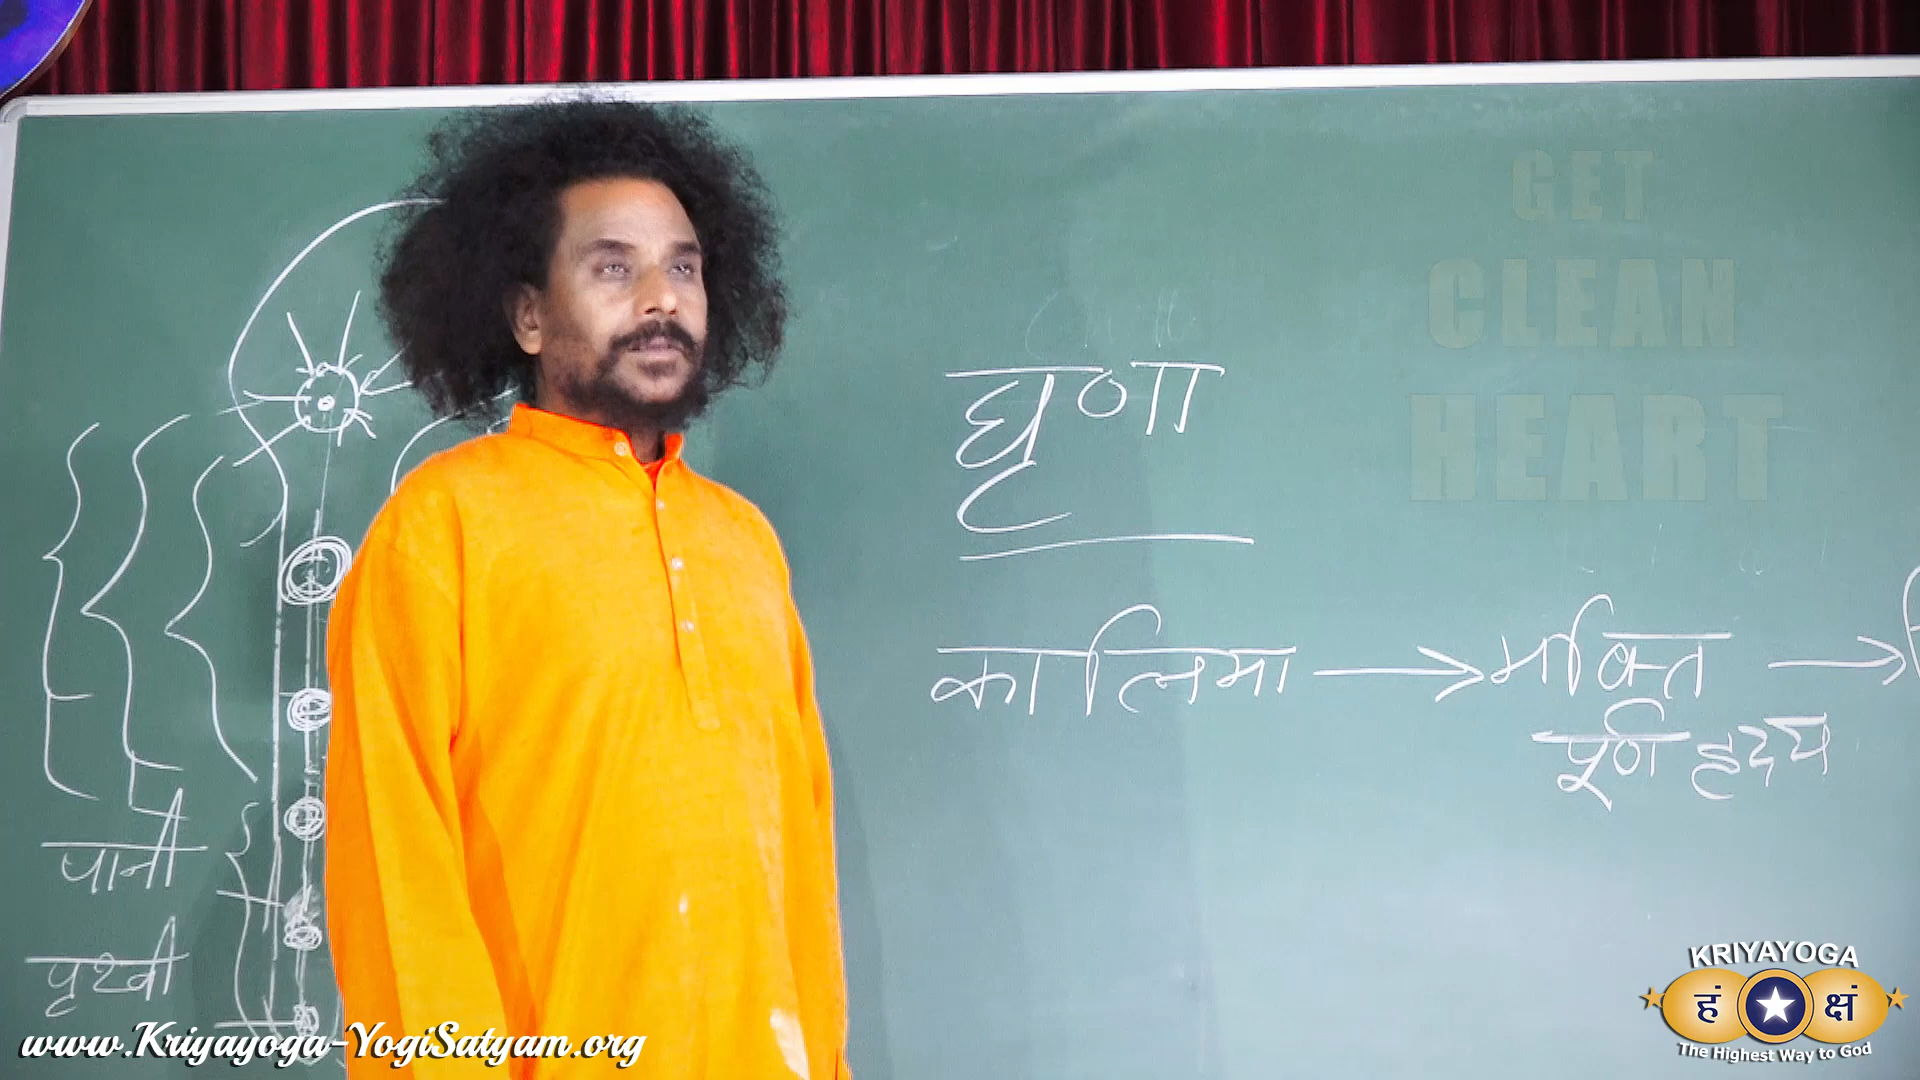 GET
CLEAN
HEART
घृणा
कालिमा → भक्ति →
पूर्ण हृदय
पानी
पृथ्वी
www.Kriyayoga-YogiSatyam.org
KRIYAYOGA
हं क्षं
The Highest Way to God